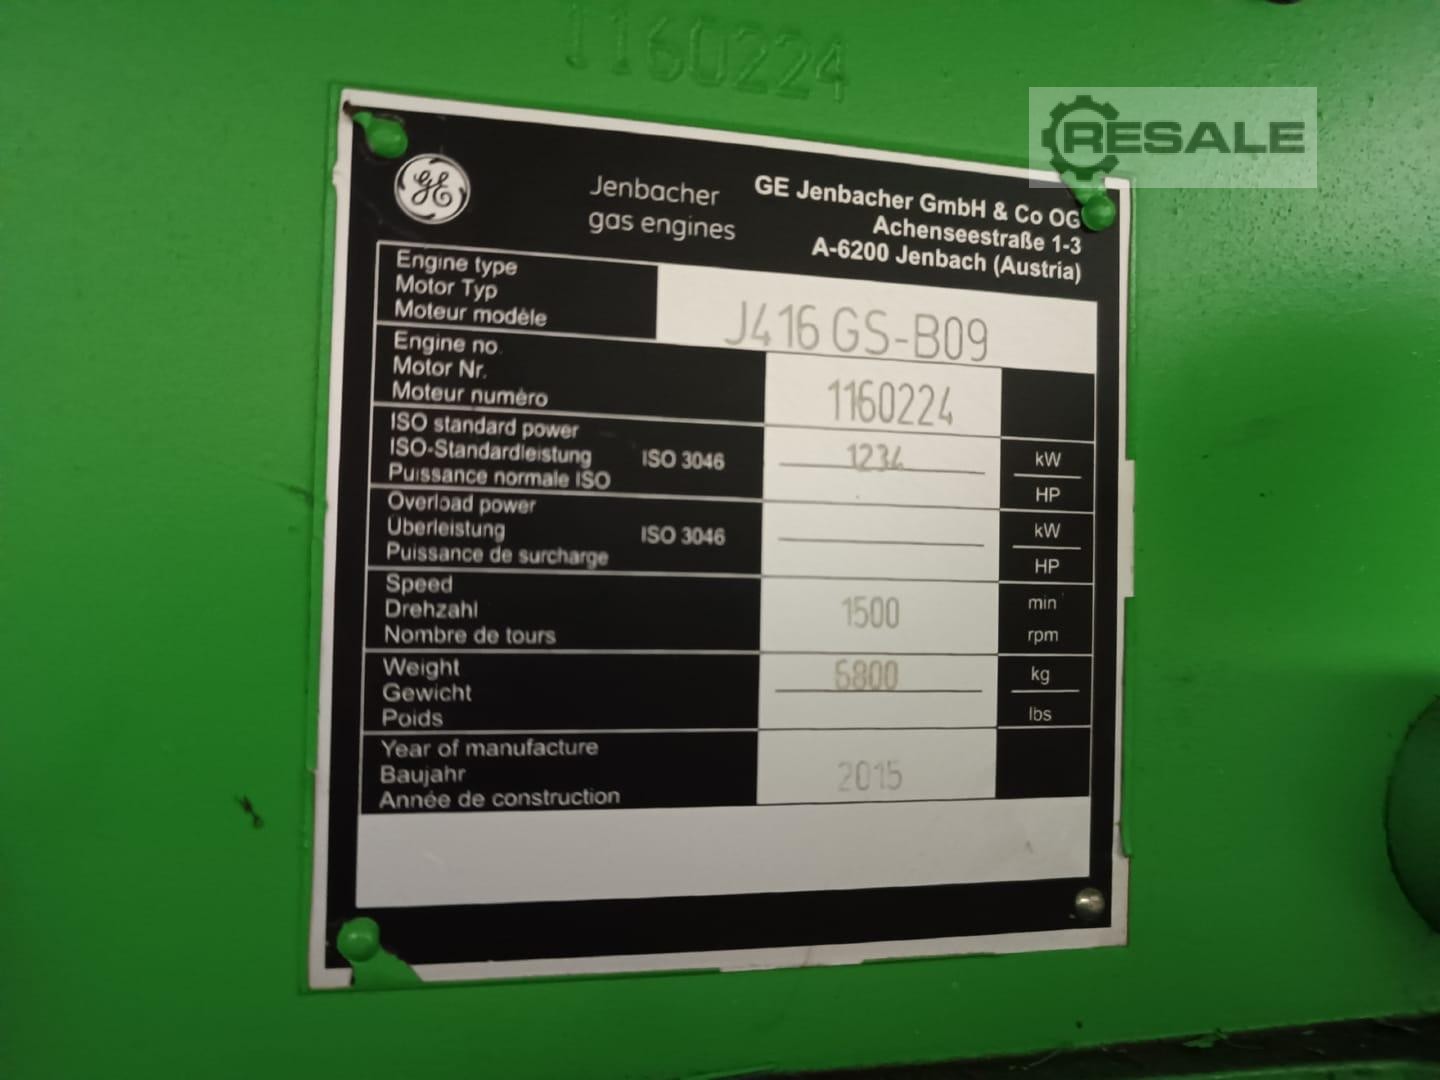 1160224
RESALE
GE
Jenbacher
gas engines
GE Jenbacher GmbH & Co OG
Achenseestraße 1-3
A-6200 Jenbach (Austria)
Engine type
Motor Typ
Moteur modèle
J416 GS-B09
Engine no.
Motor Nr.
Moteur numéro
1160224
ISO standard power
ISO-Standardleistung
Puissance normale ISO
ISO 3046
1234
kW
HP
Overload power
Überleistung
Puissance de surcharge
ISO 3046
kW
HP
Speed
Drehzahl
Nombre de tours
1500
min
rpm
Weight
Gewicht
Poids
6800
kg
lbs
Year of manufacture
Baujahr
Année de construction
2015